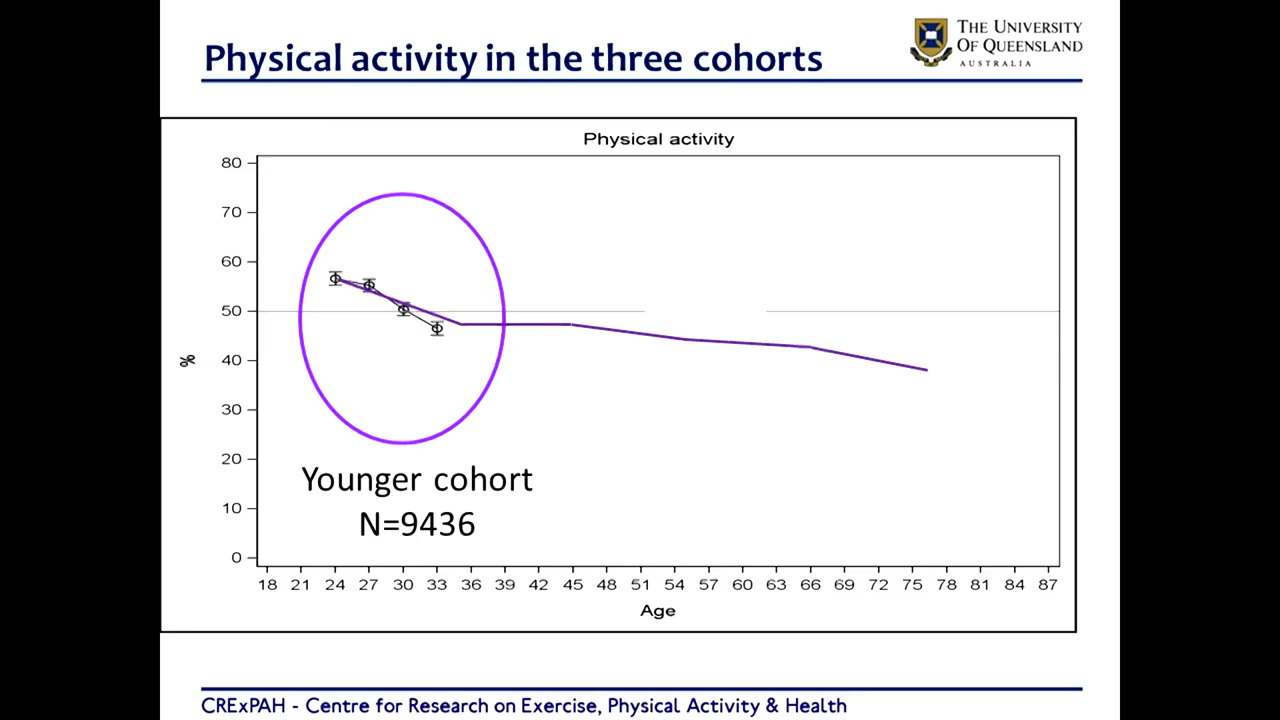 Physical activity in the three cohorts
THE UNIVERSITY
OF QUEENSLAND
AUSTRALIA
Physical activity
80
70
60
50
40
30
20
10
0
%
Younger cohort
N=9436
18 21 24 27 30 33 36 39 42 45 48 51 54 57 60 63 66 69 72 75 78 81 84 87
Age
CRExPAH - Centre for Research on Exercise, Physical Activity & Health